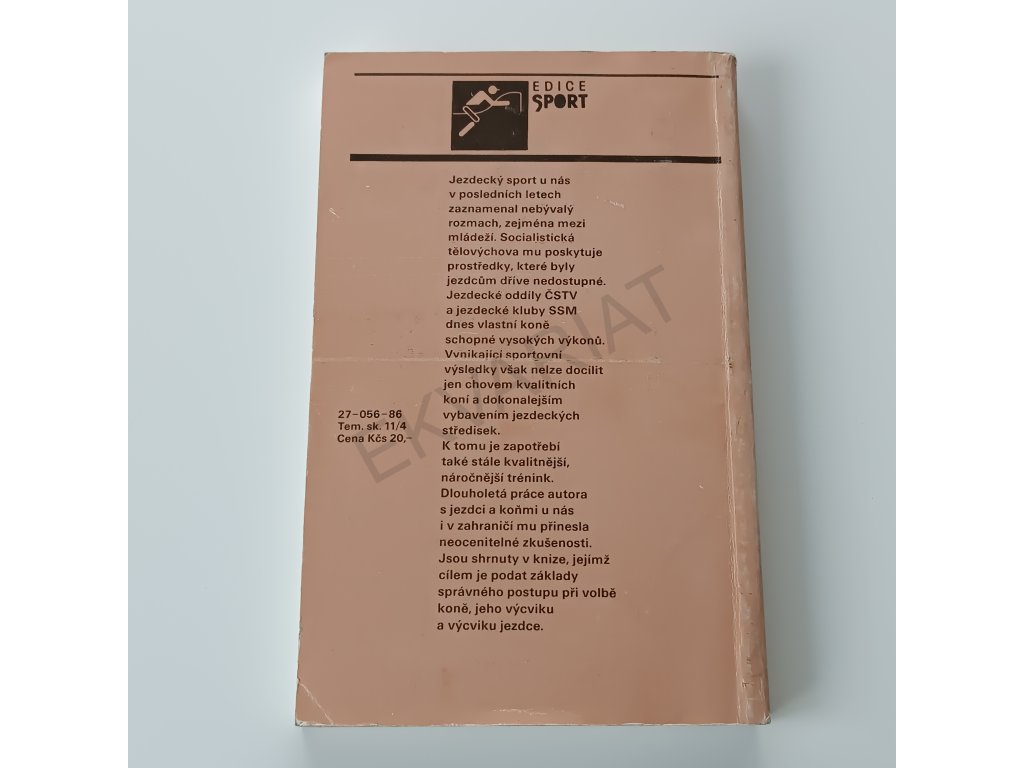 EDICE
SPORT
Jezdecký sport u nás
v posledních letech
zaznamenal nebývalý
rozmach, zejména mezi
mládeží. Socialistická
tělovýchova mu poskytuje
prostředky, které byly
jezdcům dříve nedostupné.
Jezdecké oddíly ČSTV
a jezdecké kluby SSM
dnes vlastní koně
schopné vysokých výkonů.
Vynikající sportovní
výsledky však nelze docílit
jen chovem kvalitních
koní a dokonalejším
vybavením jezdeckých
středisek.
K tomu je zapotřebí
také stále kvalitnější,
náročnější trénink.
Dlouholetá práce autora
s jezdci a koňmi u nás
i v zahraničí mu přinesla
neocenitelné zkušenosti.
Jsou shrnuty v knize, jejímž
cílem je podat základy
správného postupu při volbě
koně, jeho výcviku
a výcviku jezdce.
27-056-86
Tem. sk. 11/4
Cena Kčs 20,-
EKVARIAT